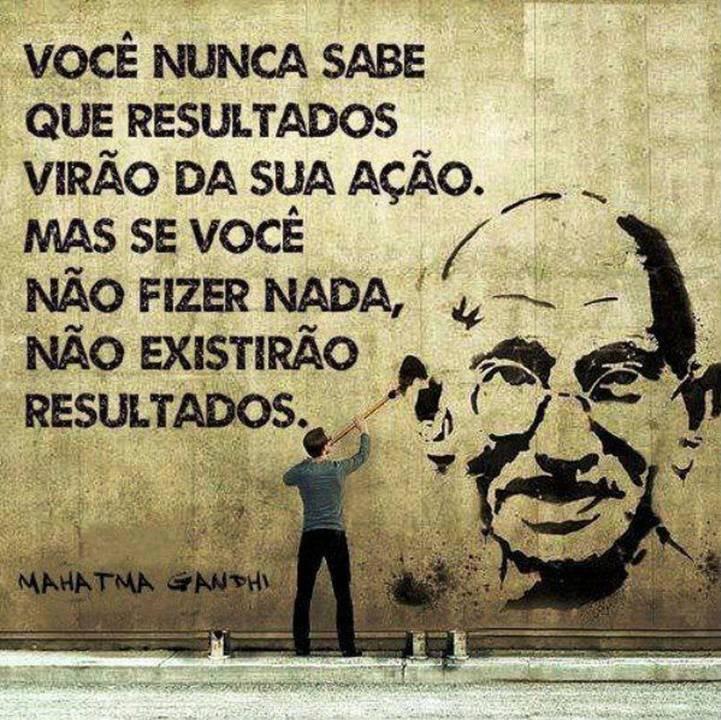 VOCÊ NUNCA SABE
QUE RESULTADOS
VIRÃO DA SUA AÇÃO.
MAS SE VOCÊ
NÃO FIZER NADA,
NÃO EXISTIRÃO
RESULTADOS.
MAHATMA GANDHI